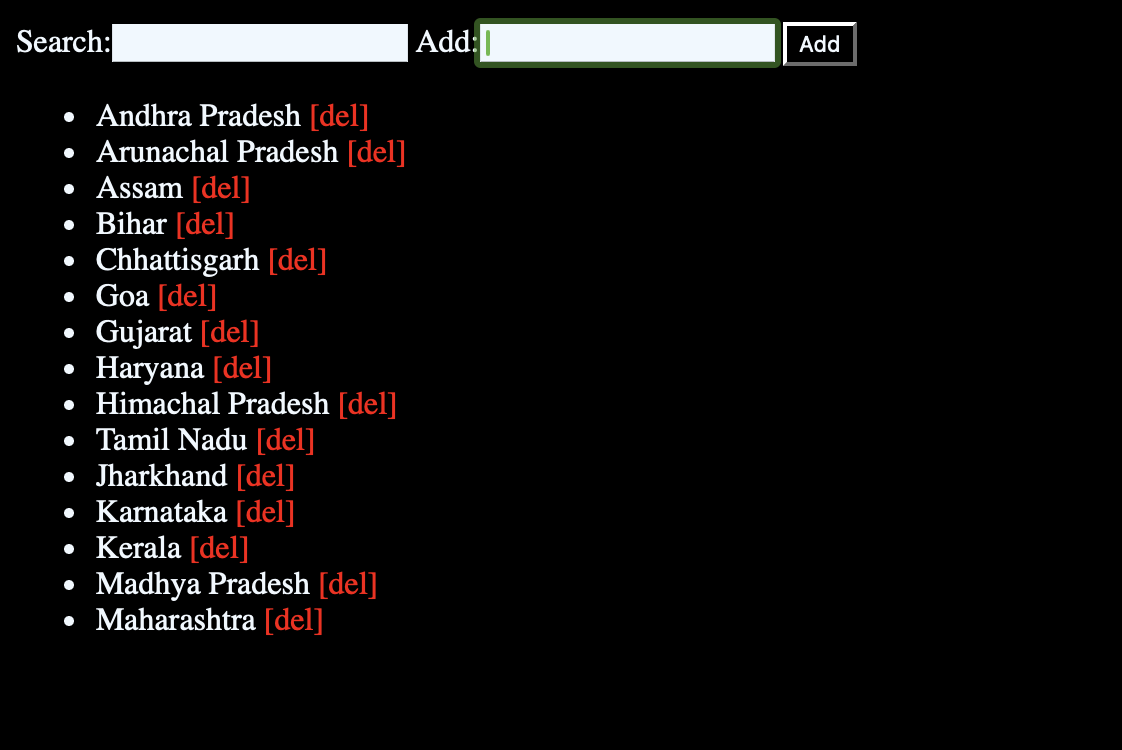 Search: Add: Add
Andhra Pradesh [del]
Arunachal Pradesh [del]
Assam [del]
Bihar [del]
Chhattisgarh [del]
Goa [del]
Gujarat [del]
Haryana [del]
Himachal Pradesh [del]
Tamil Nadu [del]
Jharkhand [del]
Karnataka [del]
Kerala [del]
Madhya Pradesh [del]
Maharashtra [del]